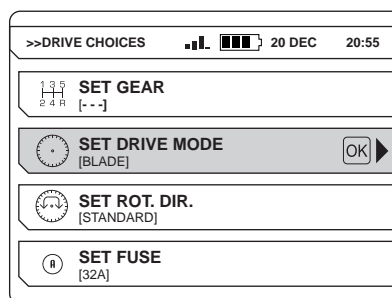 >>DRIVE CHOICES 20 DEC 20:55
1 3 5
2 4 R
SET GEAR
[- - -]
SET DRIVE MODE
[BLADE]
OK
SET ROT. DIR.
[STANDARD]
A
SET FUSE
[32A]